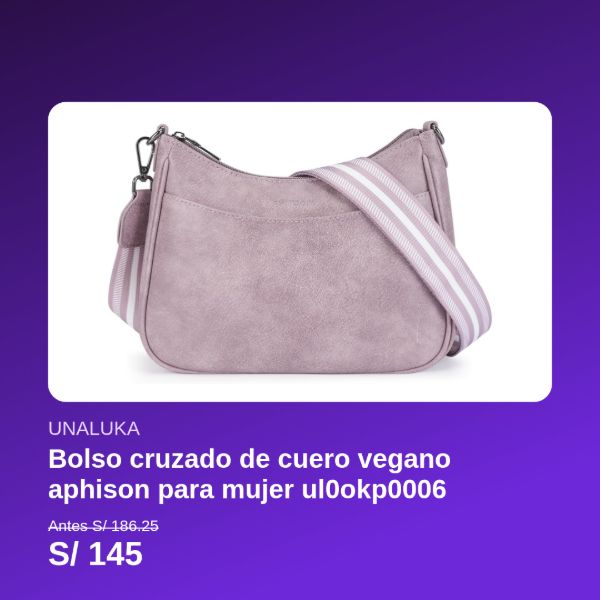 UNALUKA
Bolso cruzado de cuero vegano
aphison para mujer ul0okp0006
Antes S/ 186.25
S/ 145